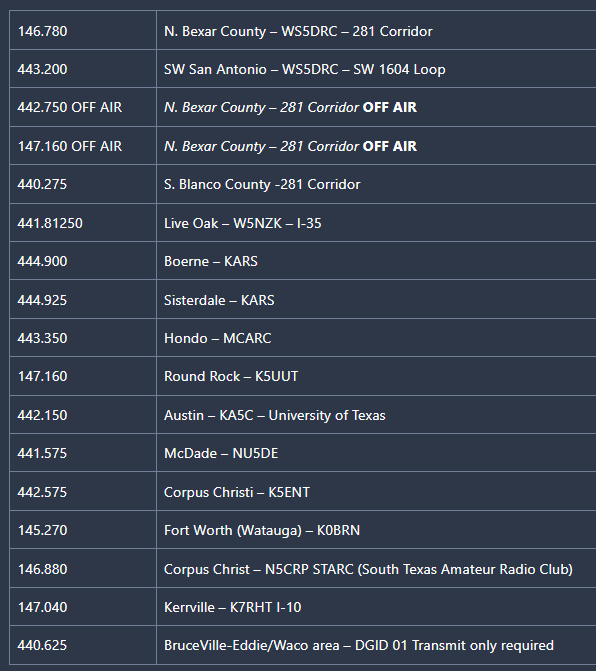 146.780 N. Bexar County – WS5DRC – 281 Corridor
443.200 SW San Antonio – WS5DRC – SW 1604 Loop
442.750 OFF AIR N. Bexar County – 281 Corridor OFF AIR
147.160 OFF AIR N. Bexar County – 281 Corridor OFF AIR
440.275 S. Blanco County -281 Corridor
441.81250 Live Oak – W5NZK – I-35
444.900 Boerne – KARS
444.925 Sisterdale – KARS
443.350 Hondo – MCARC
147.160 Round Rock – K5UUT
442.150 Austin – KA5C – University of Texas
441.575 McDade – NU5DE
442.575 Corpus Christi – K5ENT
145.270 Fort Worth (Watauga) – K0BRN
146.880 Corpus Christ – N5CRP STARC (South Texas Amateur Radio Club)
147.040 Kerrville – K7RHT I-10
440.625 BruceVille-Eddie/Waco area – DGID 01 Transmit only required